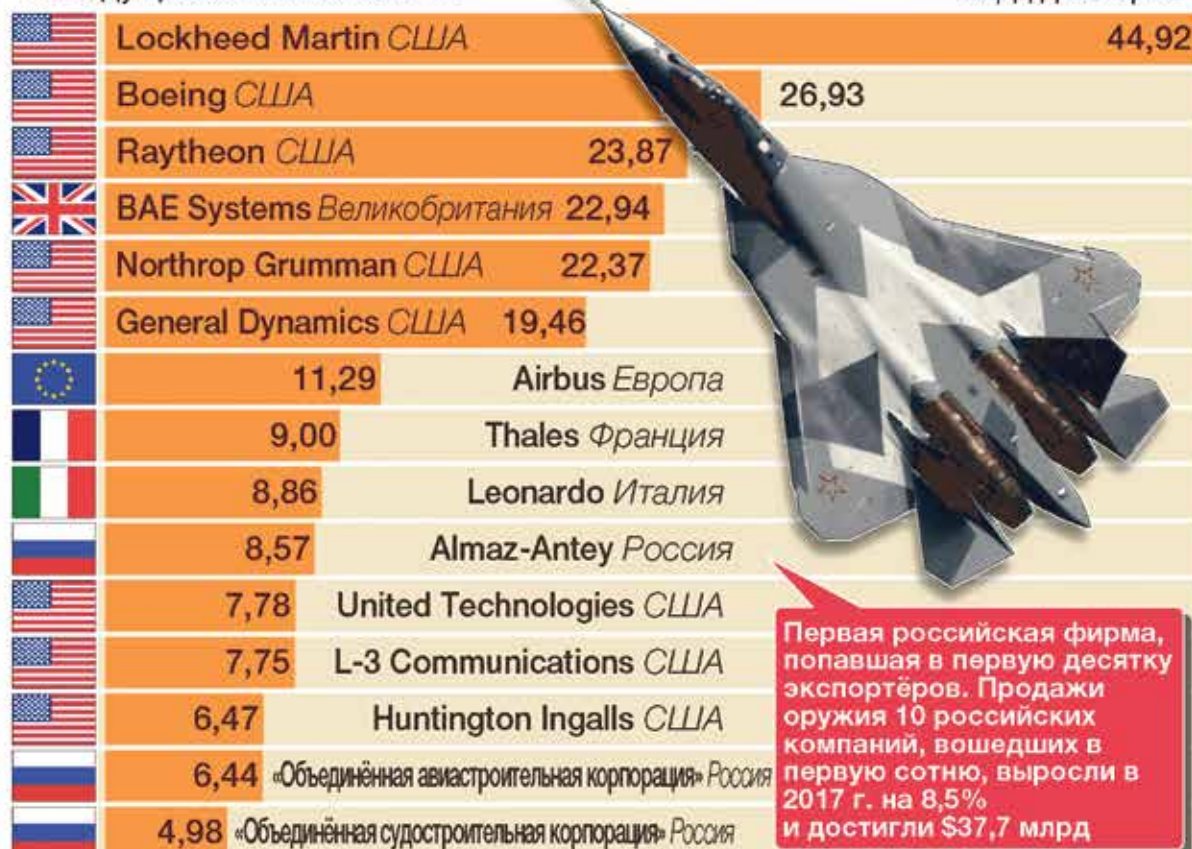 Lockheed Martin США 44,92
Boeing США 26,93
Raytheon США 23,87
BAE Systems Великобритания 22,94
Northrop Grumman США 22,37
General Dynamics США 19,46
11,29 Airbus Европа
9,00 Thales Франция
8,86 Leonardo Италия
8,57 Almaz-Antey Россия
7,78 United Technologies США
7,75 L-3 Communications США
6,47 Huntington Ingalls США
6,44 «Объединённая авиастроительная корпорация» Россия
4,98 «Объединённая судостроительная корпорация» Россия
Первая российская фирма,
попавшая в первую десятку
экспортёров. Продажи
оружия 10 российских
компаний, вошедших в
первую сотню, выросли в
2017 г. на 8,5%
и достигли $37,7 млрд